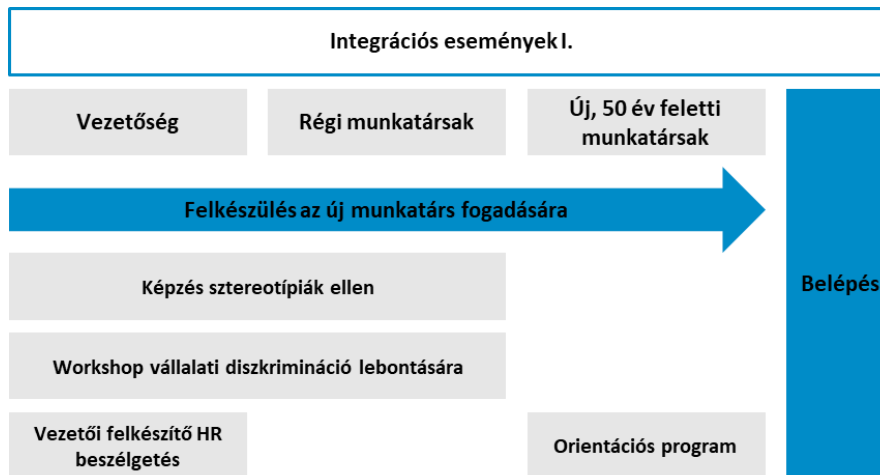 Integrációs események I.
Vezetőség
Régi munkatársak
Új, 50 év feletti
munkatársak
Felkészülés az új munkatárs fogadására
Képzés sztereotípiák ellen
Belépés
Workshop vállalati diszkrimináció lebontására
Vezetői felkészítő HR
beszélgetés
Orientációs program